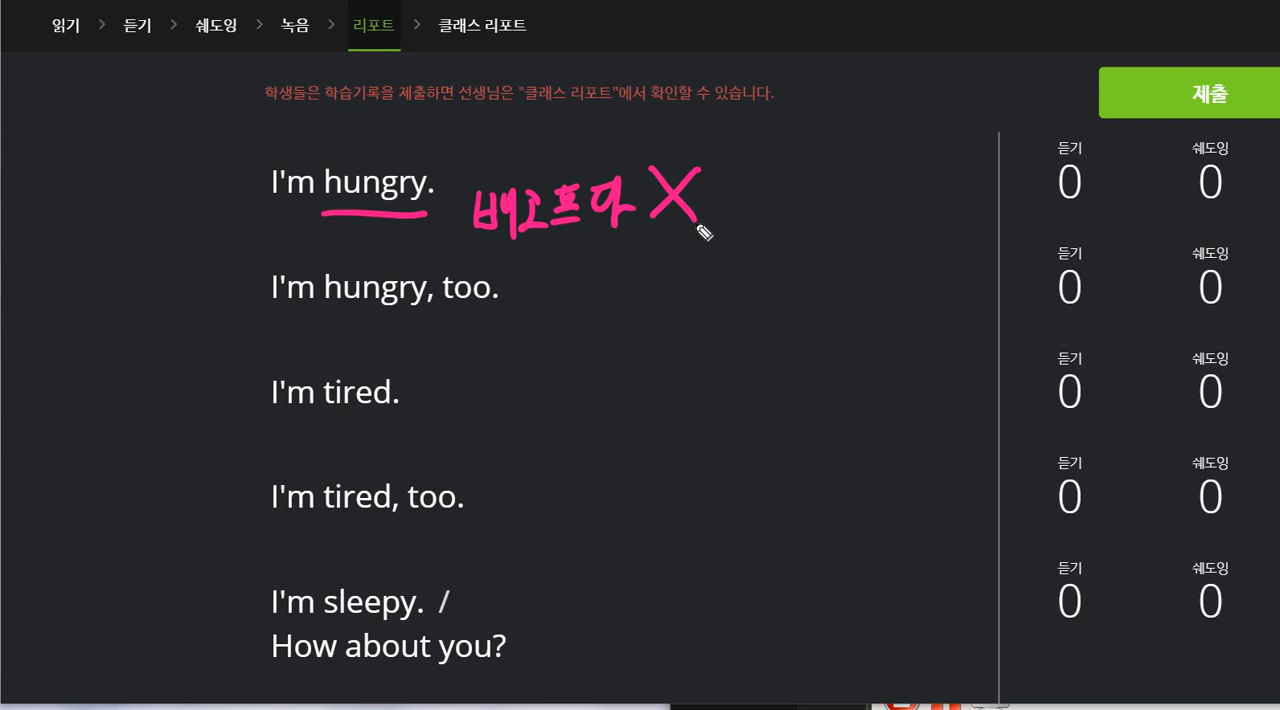 읽기 > 듣기 > 쉐도잉 > 녹음 > 리포트 > 클래스 리포트
학생들은 학습기록을 제출하면 선생님은 "클래스 리포트"에서 확인할 수 있습니다.
제출
I'm hungry. 배고프다 X
듣기 쉐도잉
0 0
I'm hungry, too.
듣기 쉐도잉
0 0
I'm tired.
듣기 쉐도잉
0 0
I'm tired, too.
듣기 쉐도잉
0 0
I'm sleepy. /
How about you?
듣기 쉐도잉
0 0